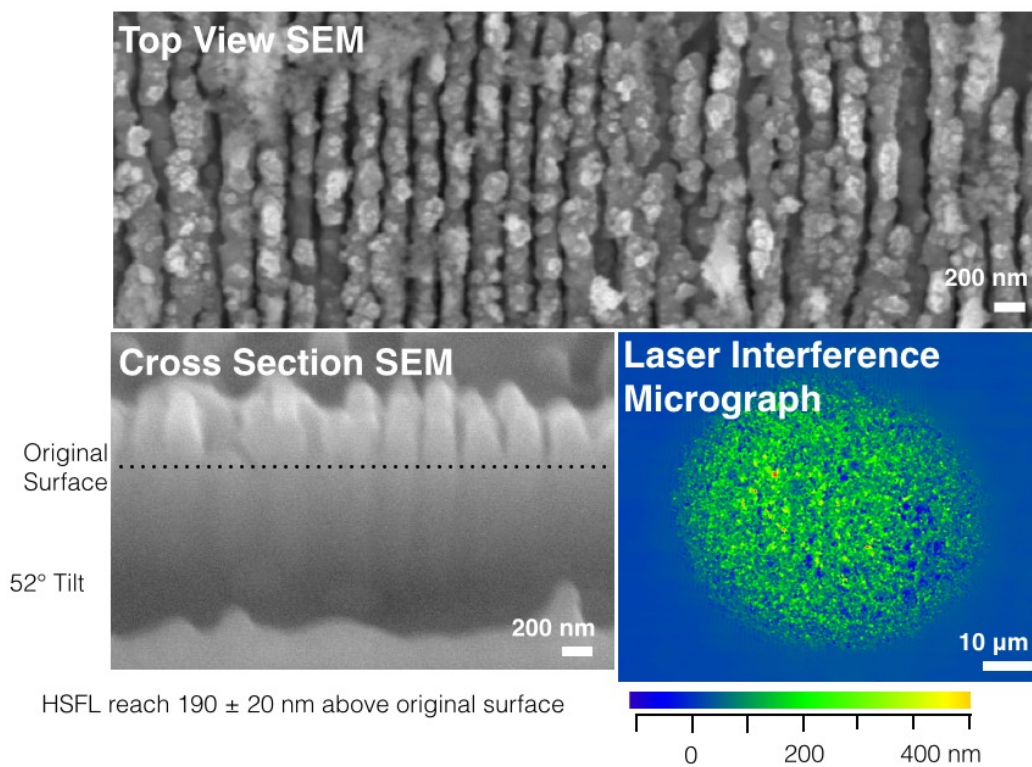 Top View SEM
200 nm
Cross Section SEM
Original
Surface
52° Tilt
200 nm
Laser Interference
Micrograph
10 µm
HSFL reach 190 ± 20 nm above original surface
0 200 400 nm